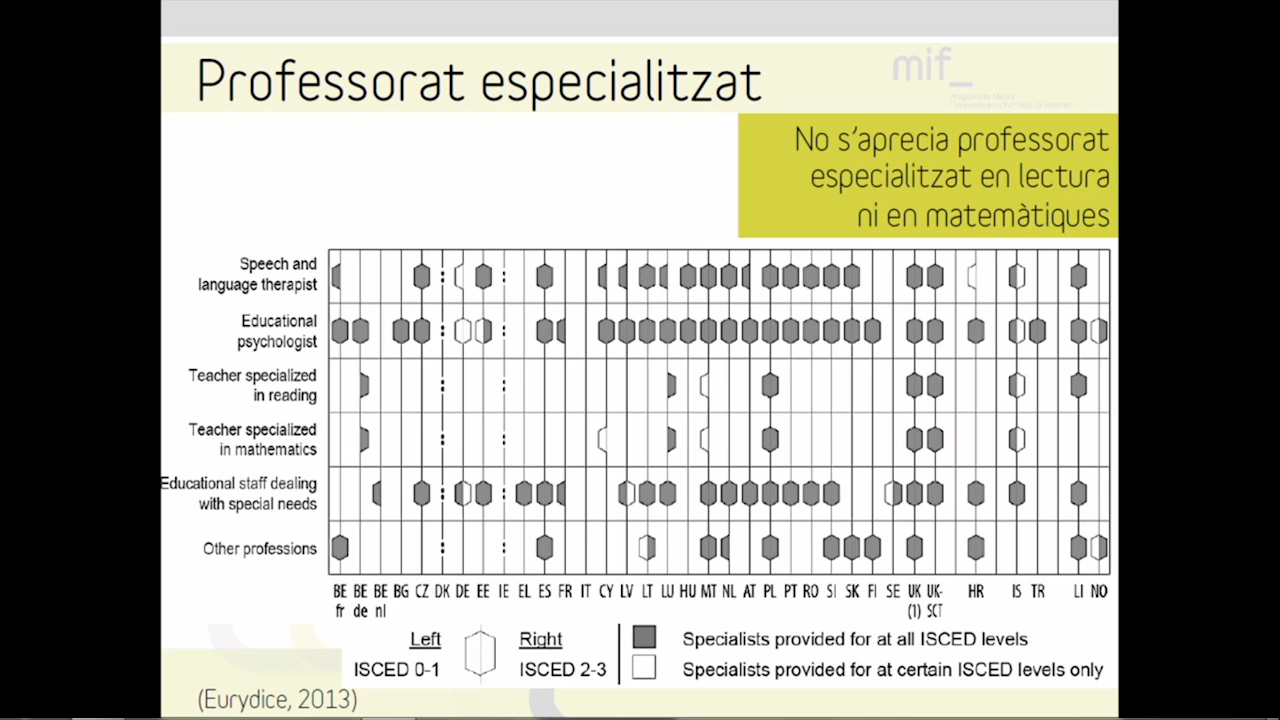 Professorat especialitzat
mif_
No s'aprecia professorat
especialitzat en lectura
ni en matemàtiques
Speech and
language therapist
Educational
psychologist
Teacher specialized
in reading
Teacher specialized
in mathematics
Educational staff dealing
with special needs
Other professions
BE BE BE BG CZ DK DE EE IE EL ES FR IT CY LV LT LU HU MT NL AT PL PT RO SI SK FI SE UK UK- HR IS TR LI NO
fr de nl (1) SCT
Left Right Specialists provided for at all ISCED levels
ISCED 0-1 ISCED 2-3 Specialists provided for at certain ISCED levels only
(Eurydice, 2013)